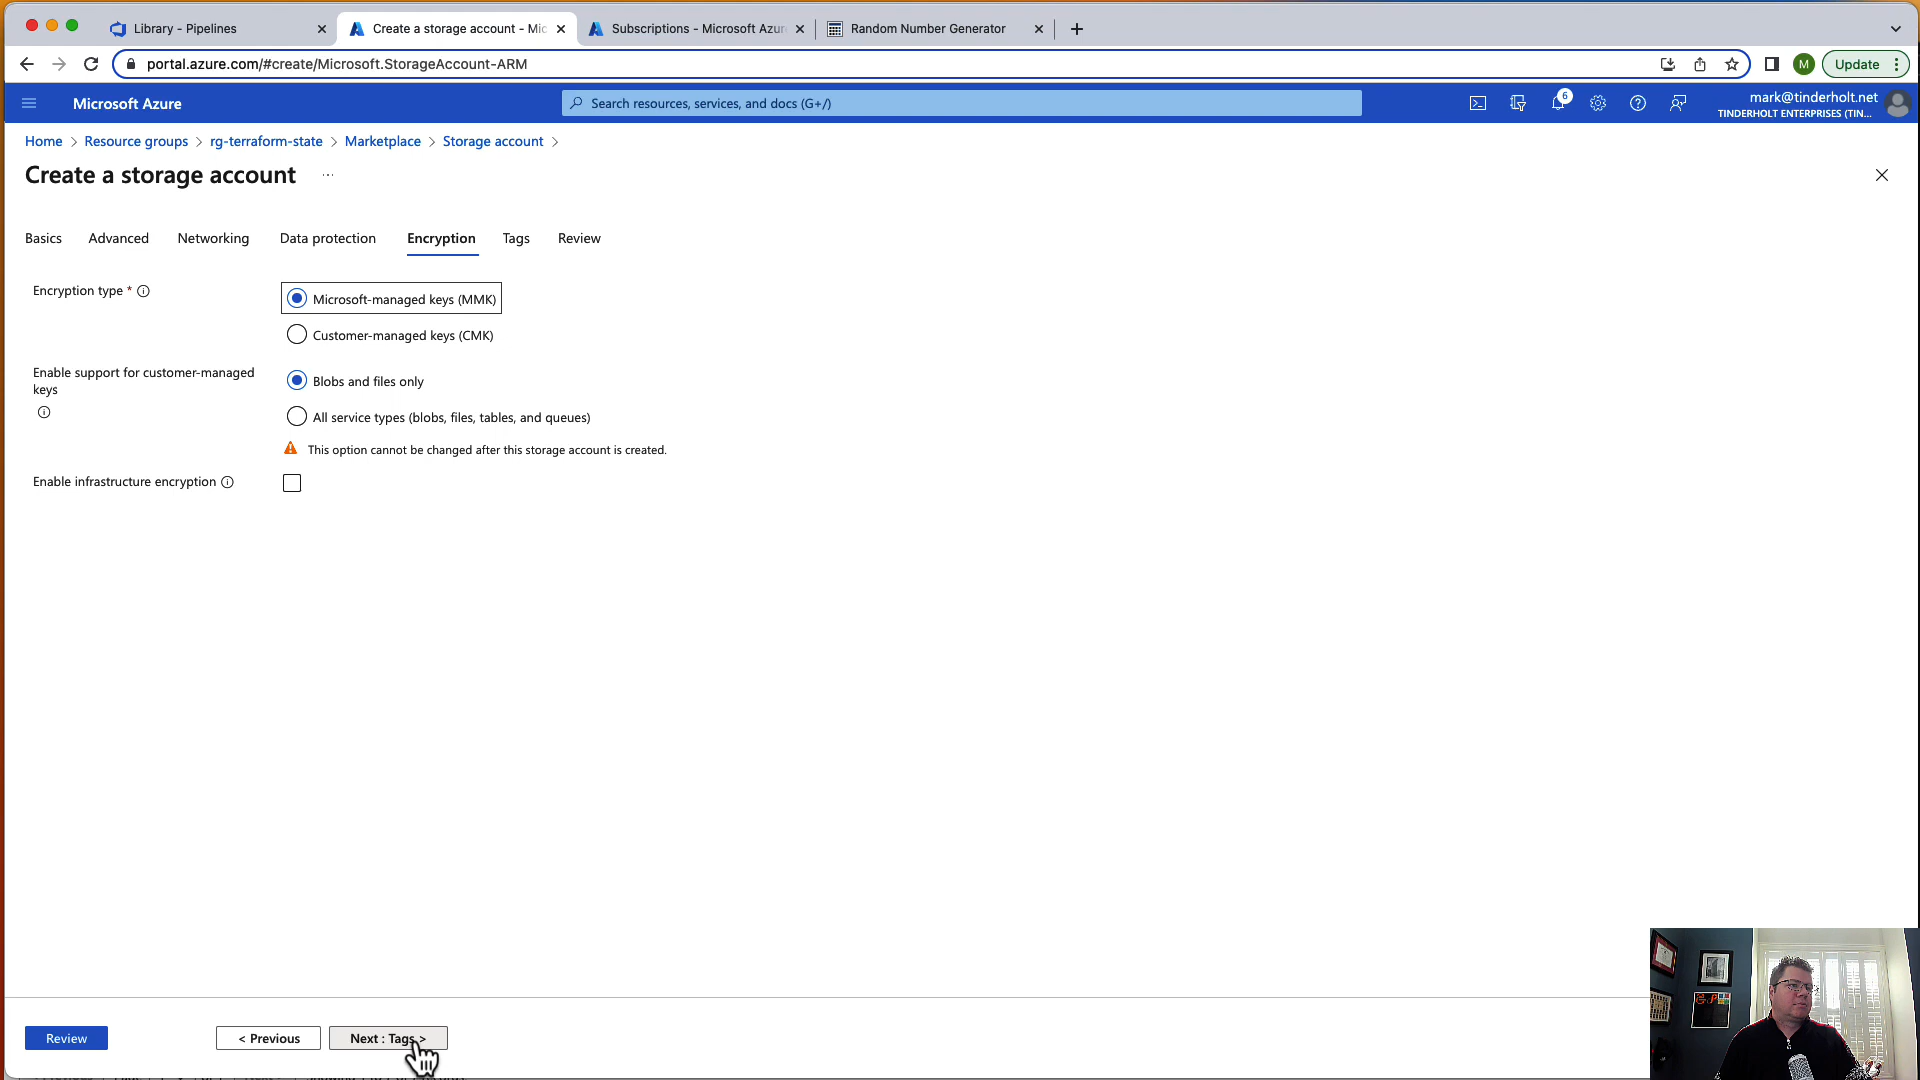 Library - Pipelines
Create a storage account - Mic
Subscriptions - Microsoft Azur
Random Number Generator
portal.azure.com/#create/Microsoft.StorageAccount-ARM
M
Update
Microsoft Azure
Search resources, services, and docs (G+/)
6
mark@tinderholt.net
TINDERHOLT ENTERPRISES (TIN...
Home > Resource groups > rg-terraform-state > Marketplace > Storage account >
Create a storage account ...
Basics
Advanced
Networking
Data protection
Encryption
Tags
Review
Encryption type *
Microsoft-managed keys (MMK)
Customer-managed keys (CMK)
Enable support for customer-managed
keys
Blobs and files only
All service types (blobs, files, tables, and queues)
This option cannot be changed after this storage account is created.
Enable infrastructure encryption
Review
< Previous
Next : Tags >